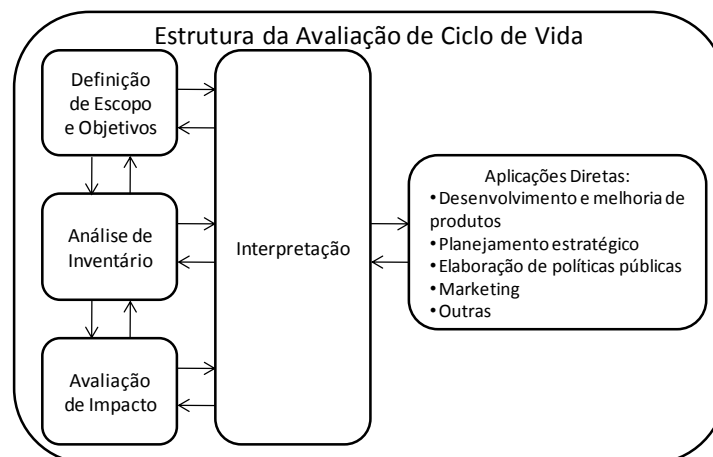 Estrutura da Avaliação de Ciclo de Vida
Definição
de Escopo
e Objetivos
Análise de
Inventário
Avaliação
de Impacto
Interpretação
Aplicações Diretas:
•Desenvolvimento e melhoria de
produtos
•Planejamento estratégico
•Elaboração de políticas públicas
•Marketing
•Outras